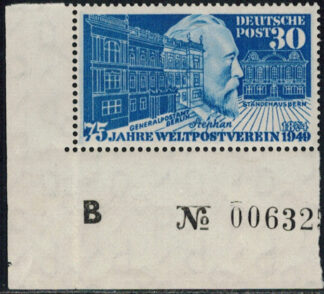 DEUTSCHE
POST 30
GENERALPOSTAMT
BERLIN
Stephan
STÄNDEHAUS BERN
75 JAHRE WELTPOSTVEREIN 1949
B № 00632